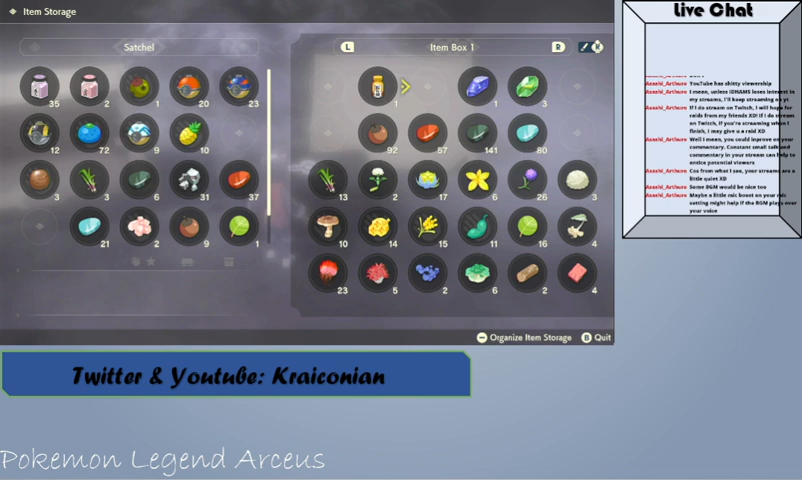 Item Storage
Satchel
L
Item Box 1
R
35
2
1
20
23
1
1
3
12
72
9
10
92
57
141
80
3
3
6
31
37
13
2
17
6
26
3
21
2
9
1
10
14
15
11
16
4
23
5
2
6
2
4
Organize Item Storage
B Quit
Live Chat
YouTube has shitty viewership
I mean, unless IDHAMS loses interest in
my streams, I'll keep streaming on yt
If I do stream on Twitch, I will hope for
raids from my friends XD! If I do stream
on Twitch, if you're streaming when I
finish, I may give u a raid XD
Well I mean, you could inprove on your
commentary. Constant small talk and
commentary in your stream can help to
entice potential viewers
Cos from what I see, your streams are a
little quiet XD
Some BGM would be nice too
Maybe a little mic boost on your mic
setting might help if the BGM plays over
your voice
Twitter & Youtube: Kraiconian
Pokemon Legend Arceus